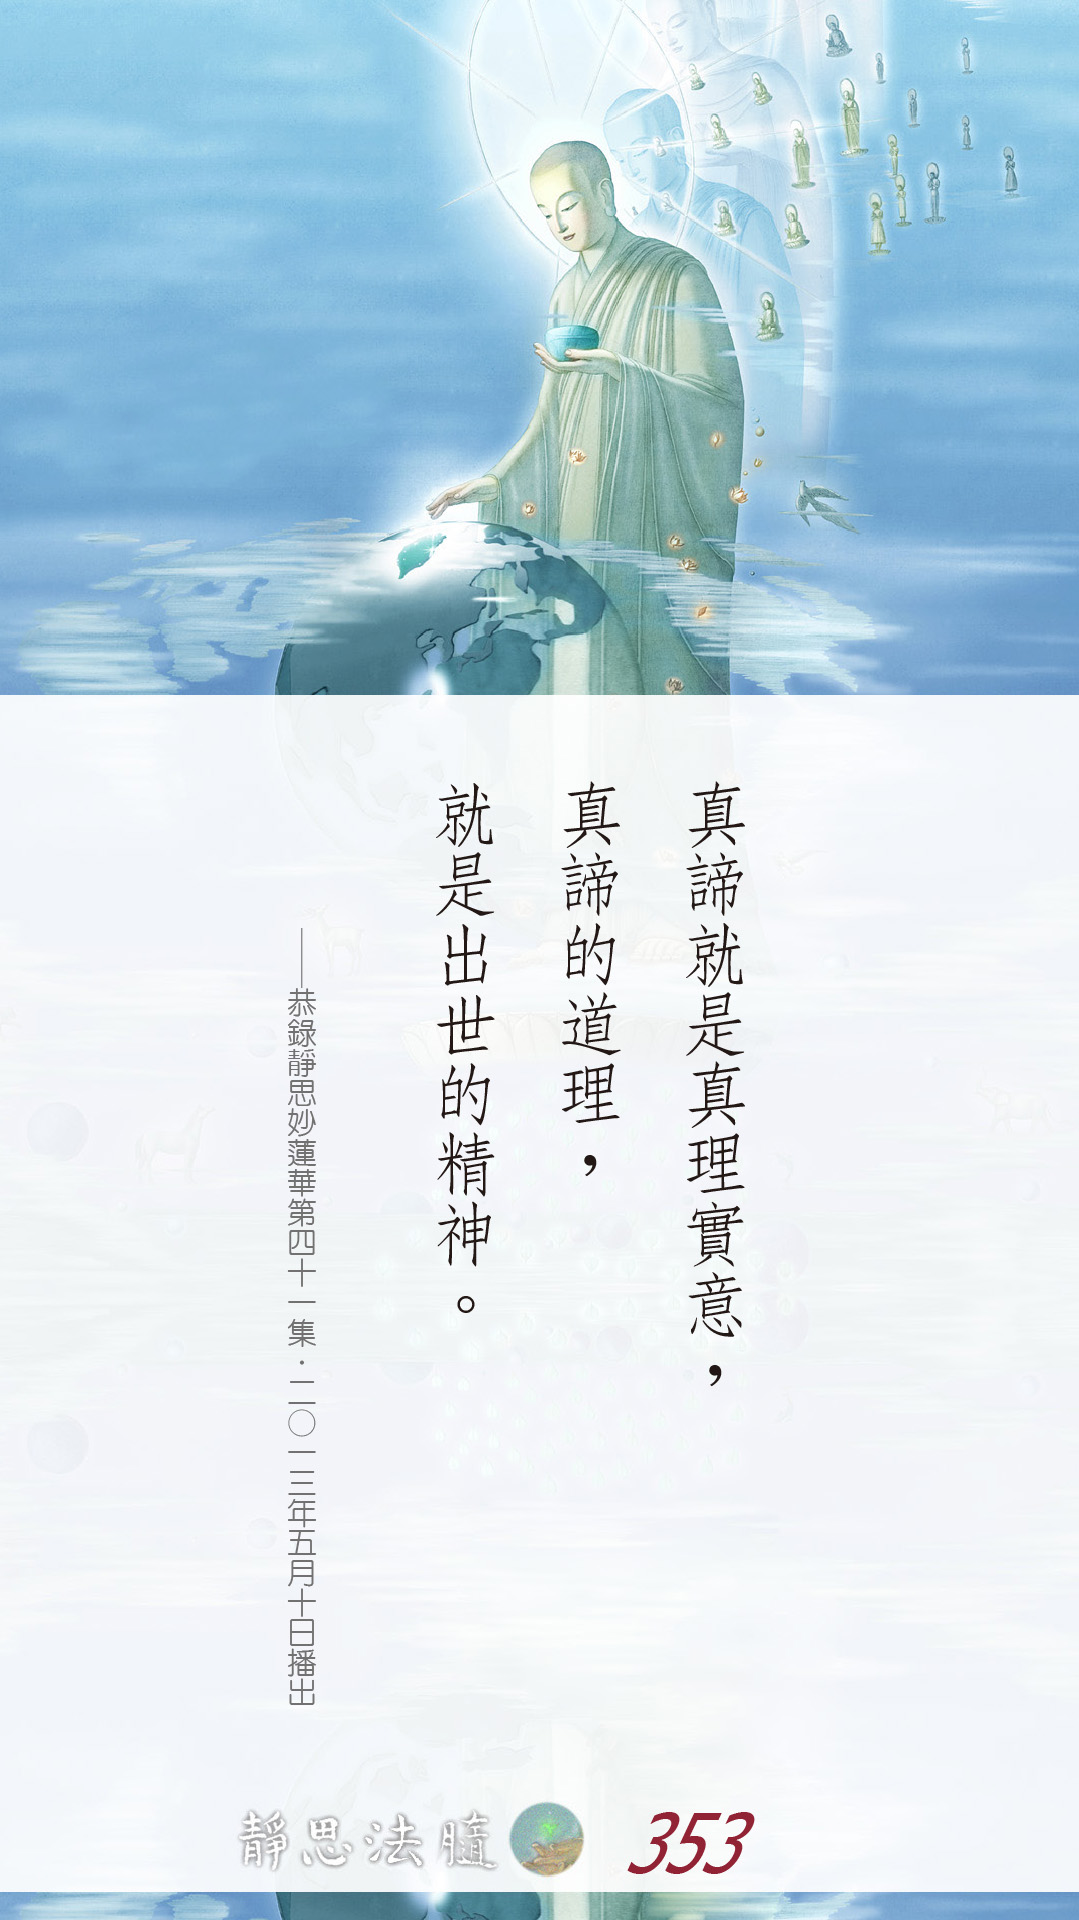 真諦就是真理實意，
真諦的道理，
就是出世的精神。
——恭錄靜思妙蓮華第四十一集．二〇一三年五月十日播出
靜思法髓
353